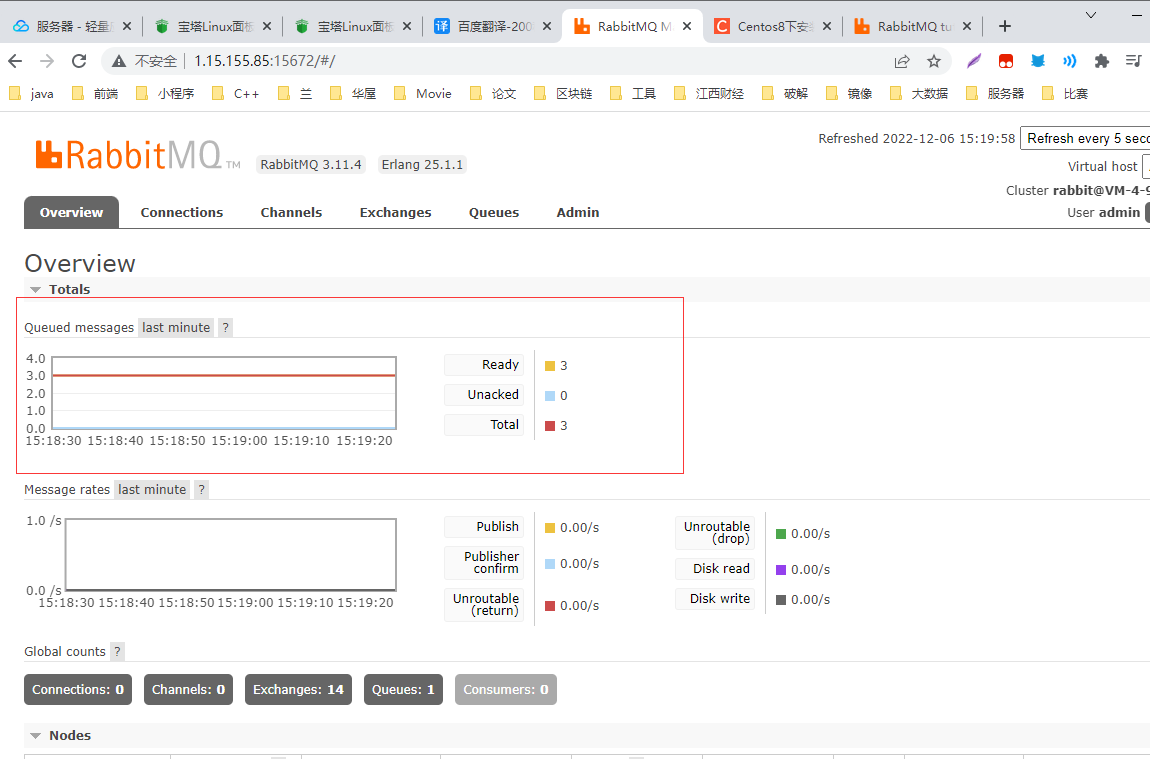 服务器 - 轻量 宝塔Linux面板 宝塔Linux面板 百度翻译-200 RabbitMQ M Centos8下安 RabbitMQ tu
不安全 1.15.155.85:15672/#/
java 前端 小程序 C++ 兰 华屋 Movie 论文 区块链 工具 江西财经 破解 镜像 大数据 服务器 比赛
Refreshed 2022-12-06 15:19:58 Refresh every 5 seco
RabbitMQ TM RabbitMQ 3.11.4 Erlang 25.1.1
Virtual host
Cluster rabbit@VM-4-9
User admin
Overview Connections Channels Exchanges Queues Admin
Overview
Totals
Queued messages last minute ?
4.0
3.0
2.0
1.0
0.0
15:18:30 15:18:40 15:18:50 15:19:00 15:19:10 15:19:20
Ready 3
Unacked 0
Total 3
Message rates last minute ?
1.0 /s
0.0 /s
15:18:30 15:18:40 15:18:50 15:19:00 15:19:10 15:19:20
Publish 0.00/s
Publisher
confirm 0.00/s
Unroutable
(return) 0.00/s
Unroutable
(drop) 0.00/s
Disk read 0.00/s
Disk write 0.00/s
Global counts ?
Connections: 0 Channels: 0 Exchanges: 14 Queues: 1 Consumers: 0
Nodes